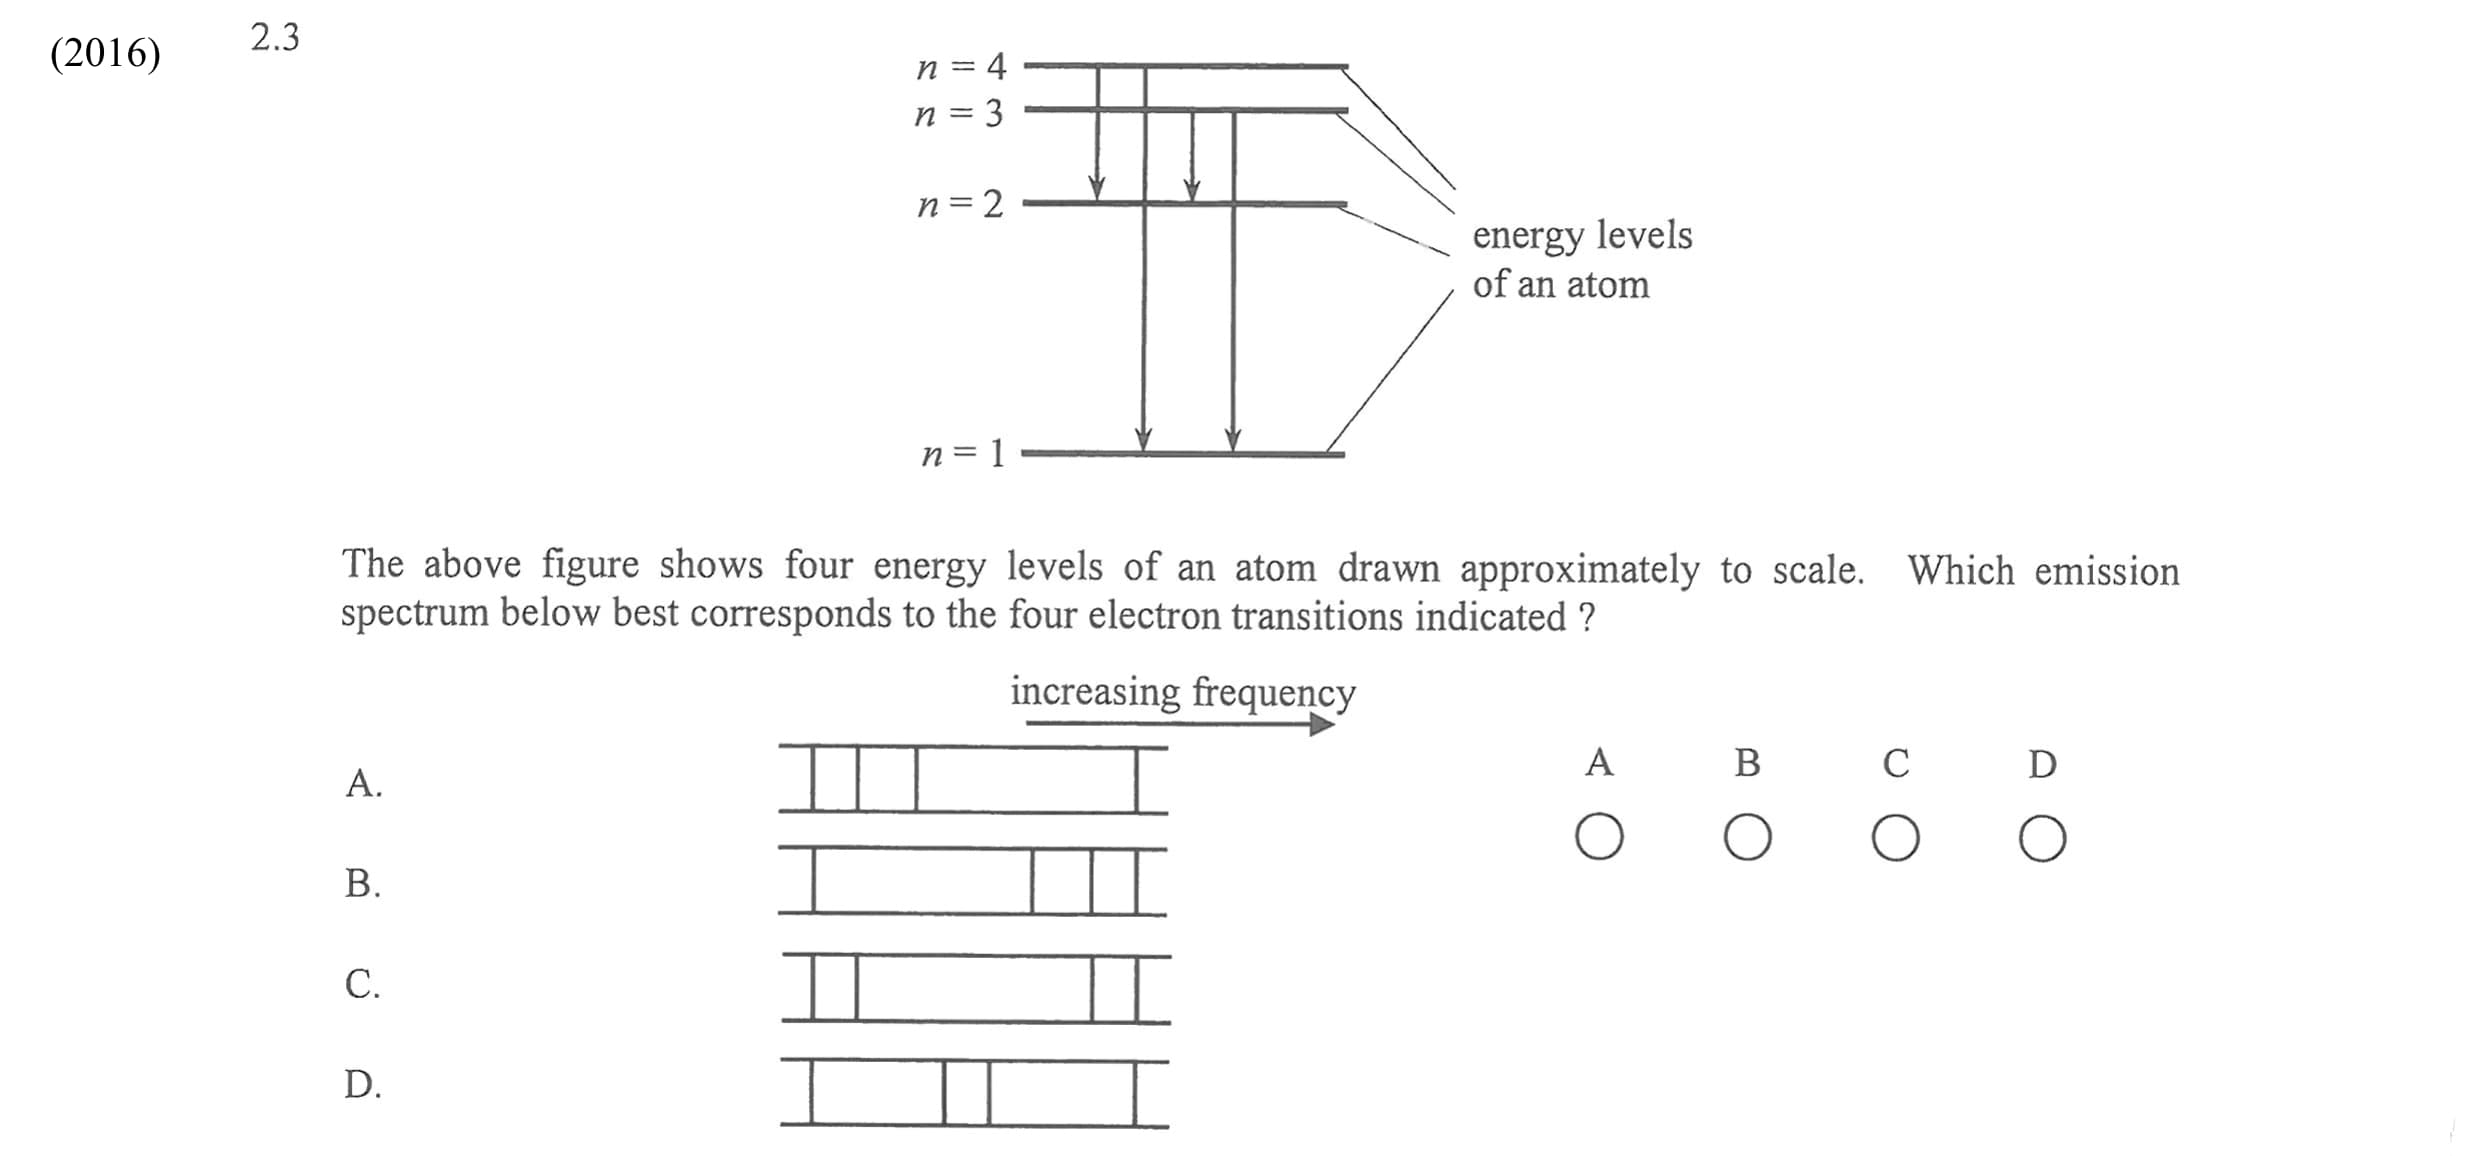 (2016)
2.3
n = 4
n = 3
n = 2
n = 1
energy levels
of an atom
The above figure shows four energy levels of an atom drawn approximately to scale. Which emission
spectrum below best corresponds to the four electron transitions indicated ?
increasing frequency
A.
B.
C.
D.
A B C D